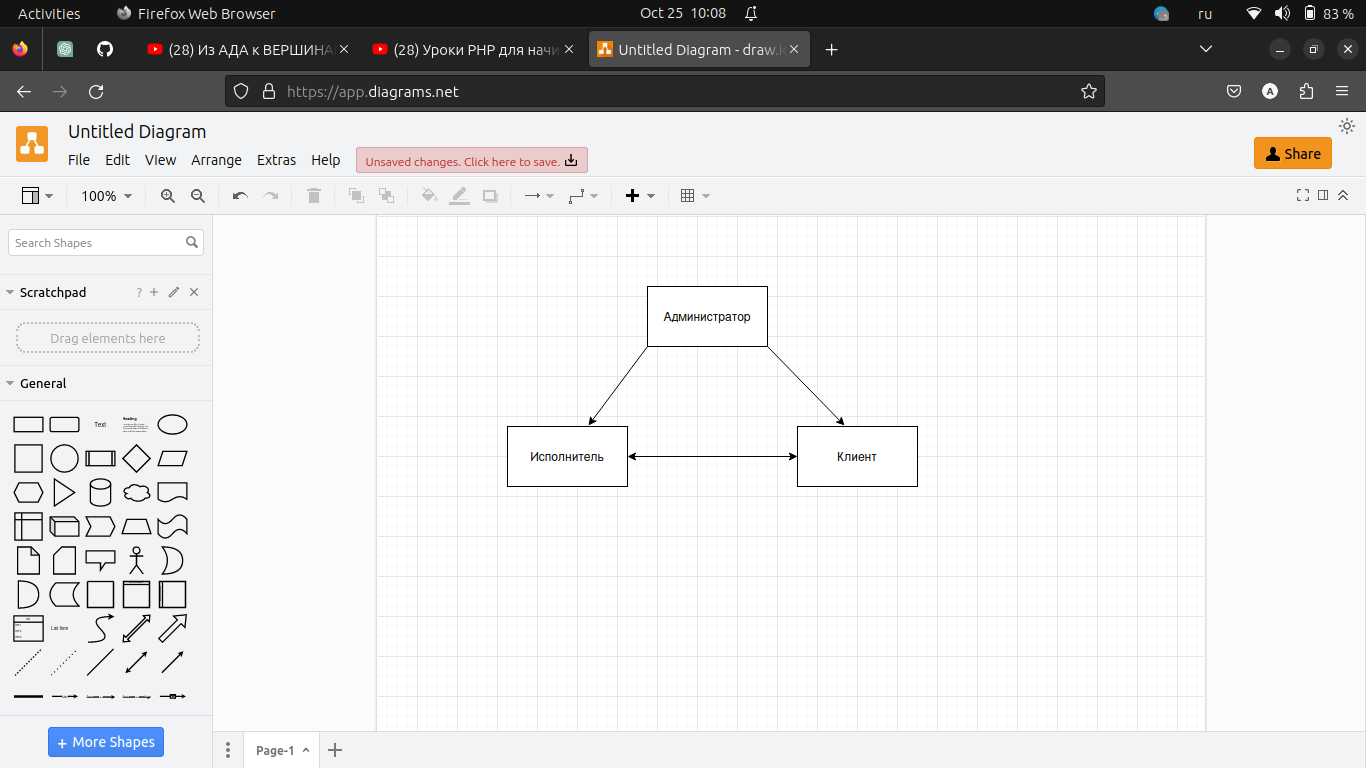 Activities Firefox Web Browser Oct 25 10:08 ru 83 %
(28) Из АДА к ВЕРШИНА (28) Уроки PHP для начи Untitled Diagram - draw.i
https://app.diagrams.net A
Untitled Diagram
File Edit View Arrange Extras Help Unsaved changes. Click here to save. Share
100%
Search Shapes
Scratchpad ?
Drag elements here
General
Text Heading
List Item
+ More Shapes
Администратор
Исполнитель Клиент
Page-1